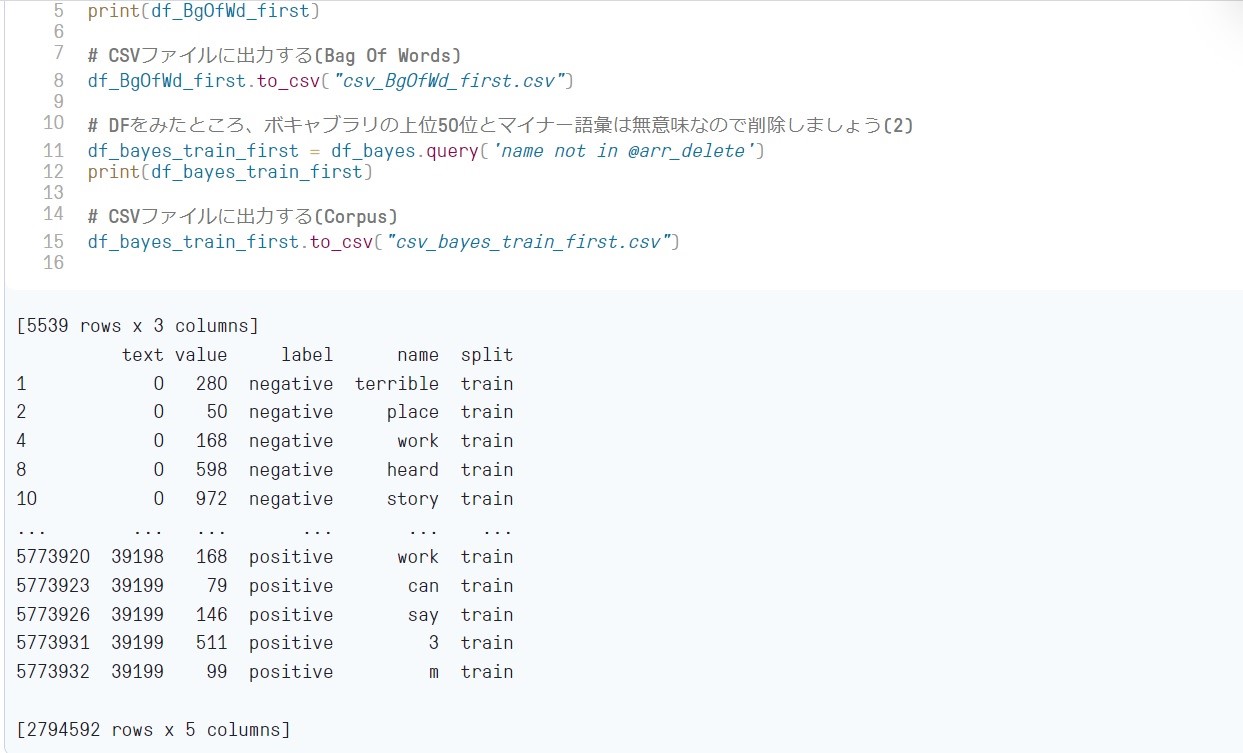 5 print(df_BgOfWd_first)
6
7 # CSVファイルに出力する(Bag Of Words)
8 df_BgOfWd_first.to_csv("csv_BgOfWd_first.csv")
9
10 # DFをみたところ、ボキャブラリの上位50位とマイナー語彙は無意味なので削除しましょう(2)
11 df_bayes_train_first = df_bayes.query('name not in @arr_delete')
12 print(df_bayes_train_first)
13
14 # CSVファイルに出力する(Corpus)
15 df_bayes_train_first.to_csv("csv_bayes_train_first.csv")
16
[5539 rows x 3 columns]
text value label name split
1 0 280 negative terrible train
2 0 50 negative place train
4 0 168 negative work train
8 0 598 negative heard train
10 0 972 negative story train
... ... ... ... ... ...
5773920 39198 168 positive work train
5773923 39199 79 positive can train
5773926 39199 146 positive say train
5773931 39199 511 positive 3 train
5773932 39199 99 positive m train
[2794592 rows x 5 columns]